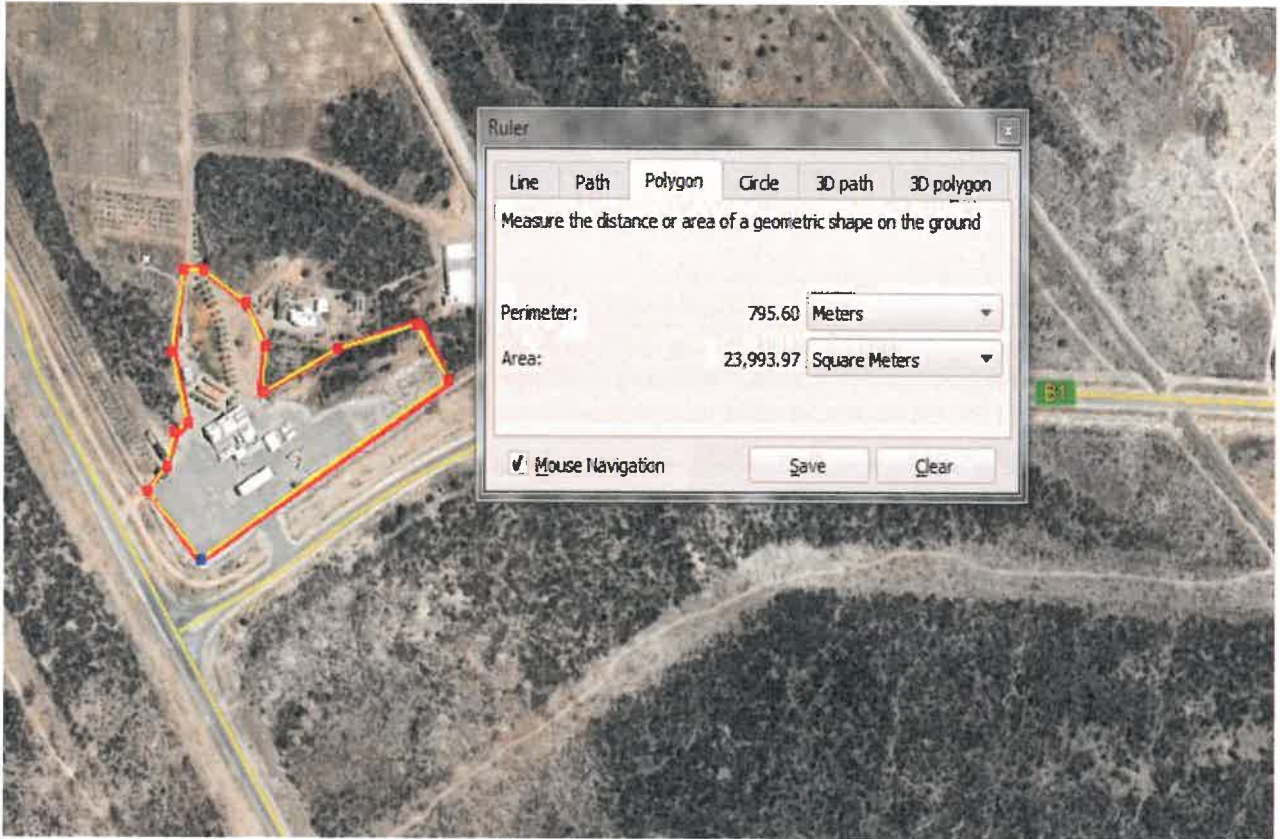 Ruler
Line Path Polygon Circle 3D path 3D polygon
Measure the distance or area of a geometric shape on the ground
Perimeter: 795.60 Meters
Area: 23,993.97 Square Meters
Mouse Navigation Save Clear
B1